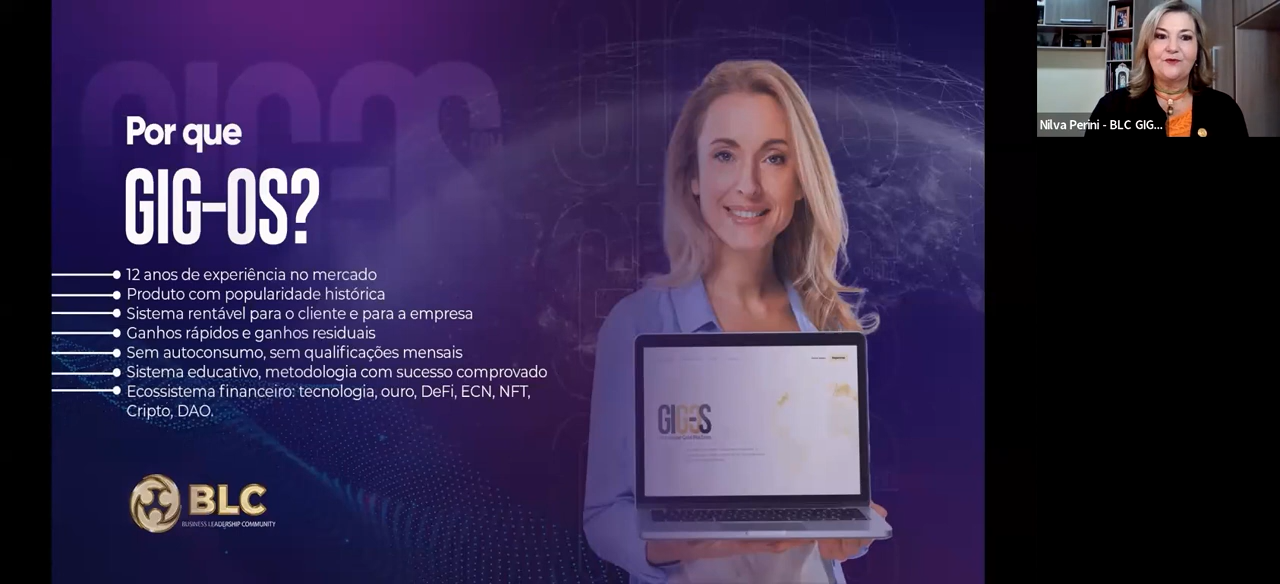 Por que
GIG-OS?
12 anos de experiência no mercado
Produto com popularidade histórica
Sistema rentável para o cliente e para a empresa
Ganhos rápidos e ganhos residuais
Sem autoconsumo, sem qualificações mensais
Sistema educativo, metodologia com sucesso comprovado
Ecossistema financeiro: tecnologia, ouro, DeFi, ECN, NFT,
Cripto, DAO.
BLC
BUSINESS LEADERSHIP COMMUNITY
GIG-OS
Nilva Perini - BLC GIG...